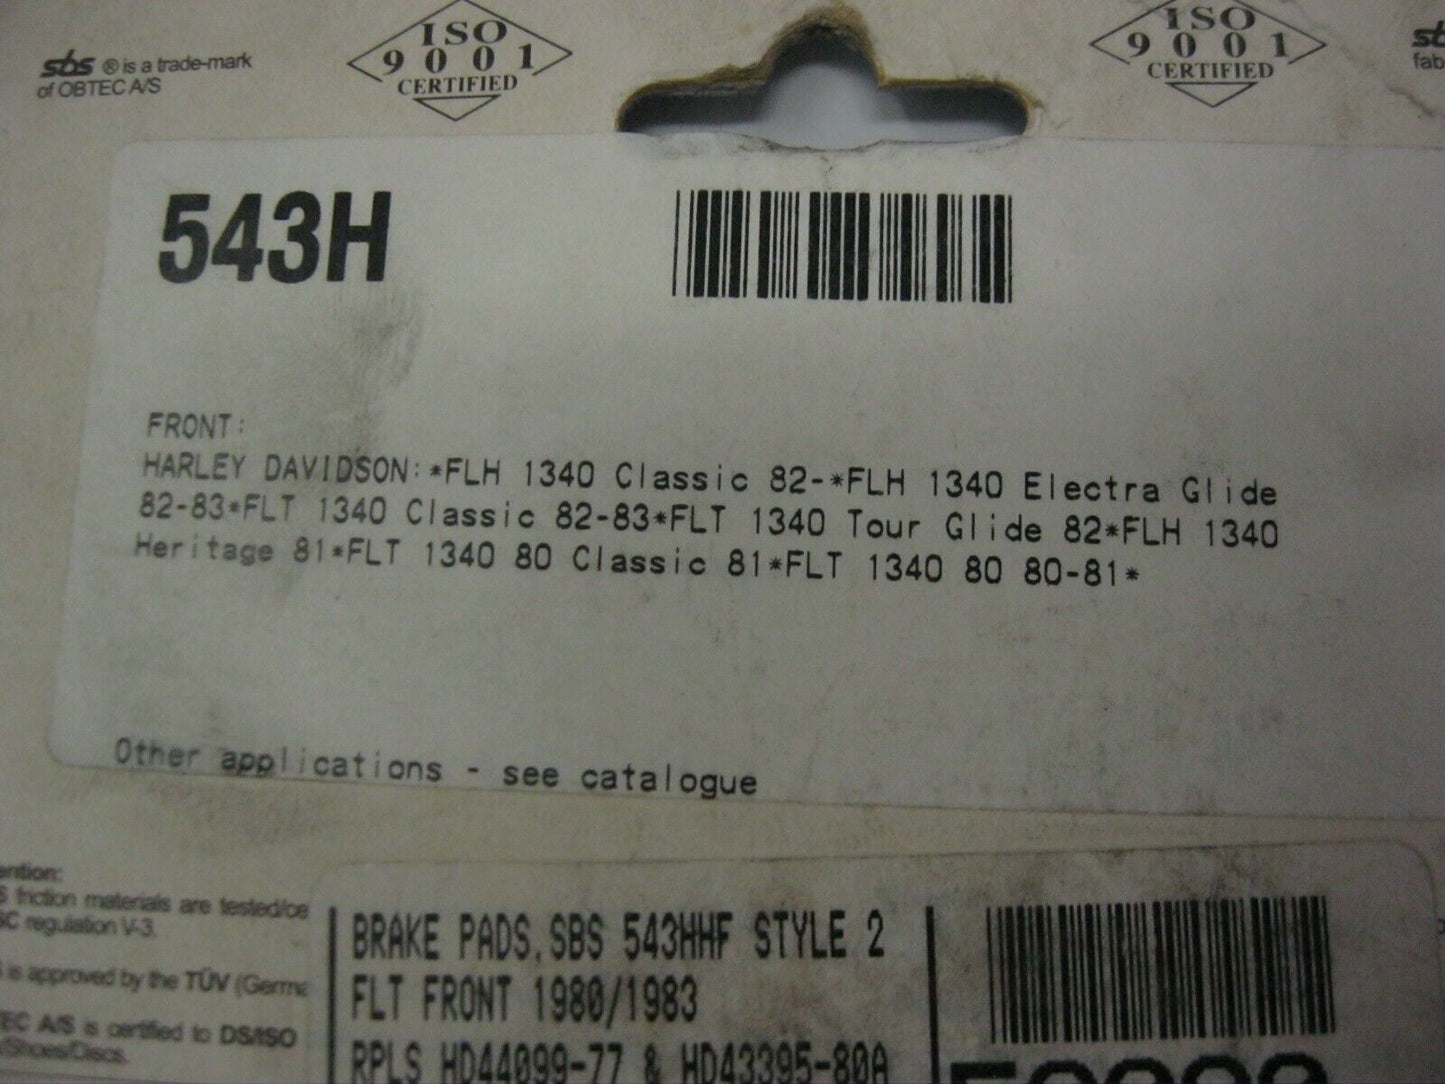 sbs ® is a trade-mark
of OBTEC A/S
ISO
9001
CERTIFIED
ISO
9001
CERTIFIED
543H
FRONT:
HARLEY DAVIDSON:*FLH 1340 Classic 82-*FLH 1340 Electra Glide
82-83*FLT 1340 Classic 82-83*FLT 1340 Tour Glide 82*FLH 1340
Heritage 81*FLT 1340 80 Classic 81*FLT 1340 80 80-81*
Other applications - see catalogue
friction materials are tested/ce
regulation V-3.
is approved by the TÜV (Germa
A/S is certified to DS/ISO
/Shoes/Discs.
BRAKE PADS,SBS 543HHF STYLE 2
FLT FRONT 1980/1983
RPLS HD44099-77 & HD43395-80A